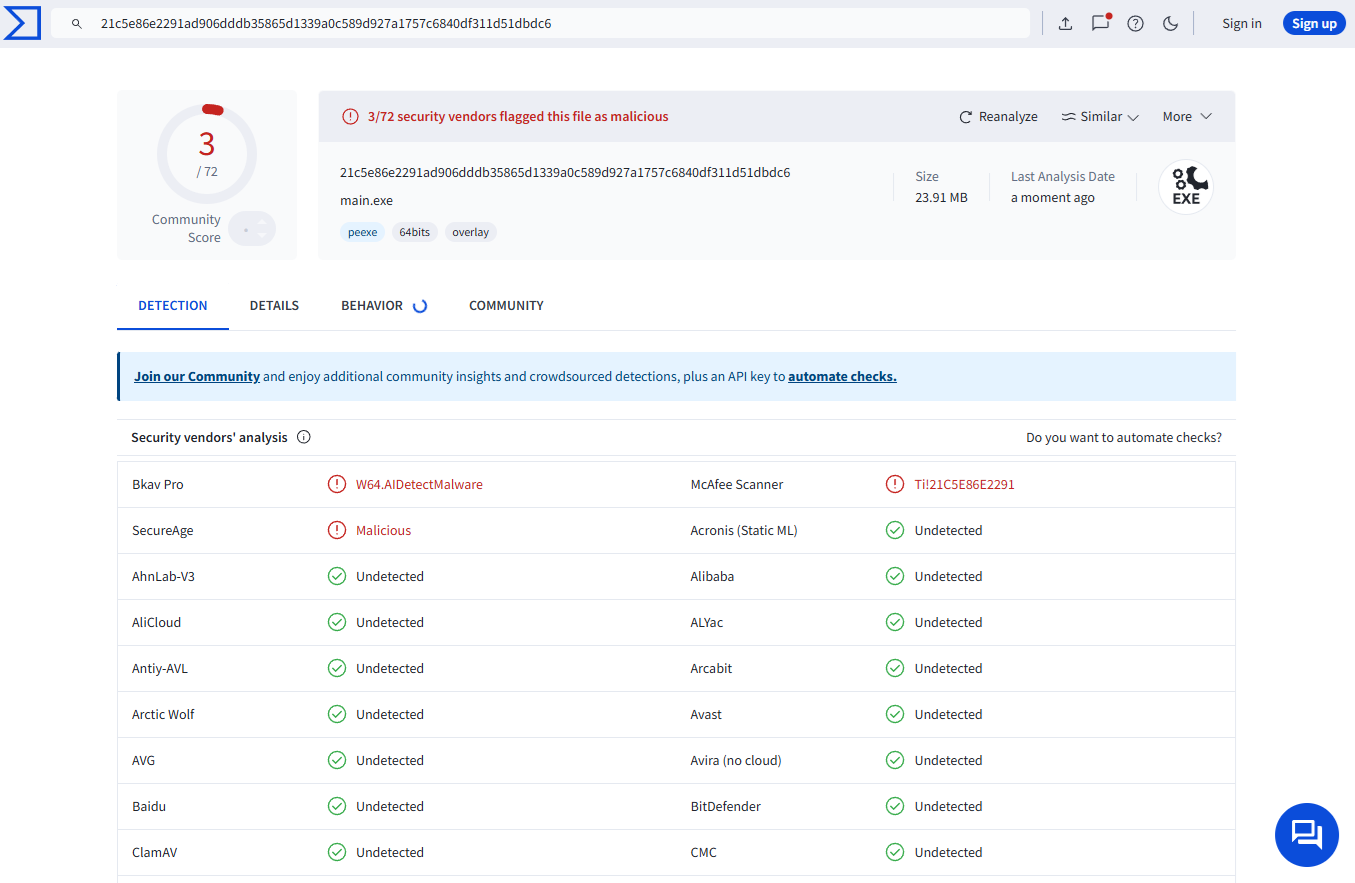 21c5e86e2291ad906dddb35865d1339a0c589d927a1757c6840df311d51dbdc6
Sign in
Sign up
3
/ 72
Community
Score
3/72 security vendors flagged this file as malicious
Reanalyze
Similar
More
21c5e86e2291ad906dddb35865d1339a0c589d927a1757c6840df311d51dbdc6
main.exe
peexe
64bits
overlay
Size
23.91 MB
Last Analysis Date
a moment ago
EXE
DETECTION
DETAILS
BEHAVIOR
COMMUNITY
Join our Community and enjoy additional community insights and crowdsourced detections, plus an API key to automate checks.
Security vendors' analysis
Do you want to automate checks?
Bkav Pro W64.AIDetectMalware McAfee Scanner Ti!21C5E86E2291
SecureAge Malicious Acronis (Static ML) Undetected
AhnLab-V3 Undetected Alibaba Undetected
AliCloud Undetected ALYac Undetected
Antiy-AVL Undetected Arcabit Undetected
Arctic Wolf Undetected Avast Undetected
AVG Undetected Avira (no cloud) Undetected
Baidu Undetected BitDefender Undetected
ClamAV Undetected CMC Undetected